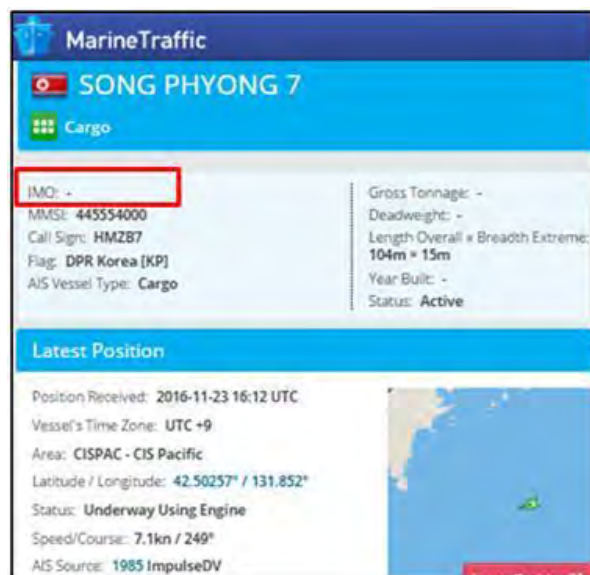 MarineTraffic
SONG PHYONG 7
Cargo
IMO: -
MMSI: 445554000
Call Sign: HMZB7
Flag: DPR Korea [KP]
AIS Vessel Type: Cargo
Gross Tonnage: -
Deadweight: -
Length Overall x Breadth Extreme:
104m × 15m
Year Built: -
Status: Active
Latest Position
Position Received: 2016-11-23 16:12 UTC
Vessel's Time Zone: UTC +9
Area: CISPAC - CIS Pacific
Latitude / Longitude: 42.50257° / 131.852°
Status: Underway Using Engine
Speed/Course: 7.1kn / 249°
AIS Source: 1985 ImpulseDV